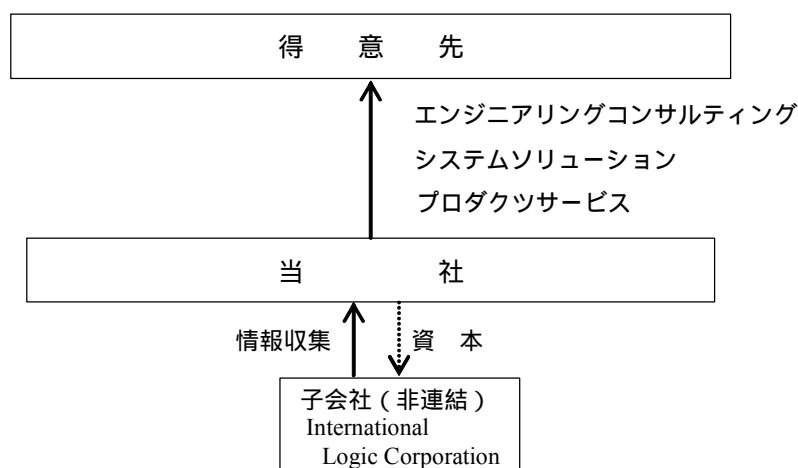 得 意 先
エンジニアリングコンサルティング
システムソリューション
プロダクツサービス
当 社
情報収集
資 本
子会社(非連結)
International
Logic Corporation